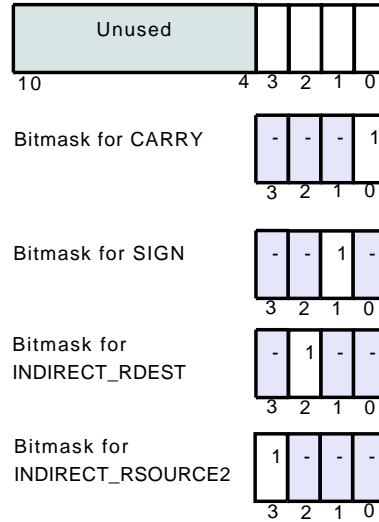 Unused
10 4 3 2 1 0
Bitmask for CARRY
- - - 1
3 2 1 0
Bitmask for SIGN
- - 1 -
3 2 1 0
Bitmask for
INDIRECT_RDEST
- 1 - -
3 2 1 0
Bitmask for
INDIRECT_RSOURCE2
1 - - -
3 2 1 0